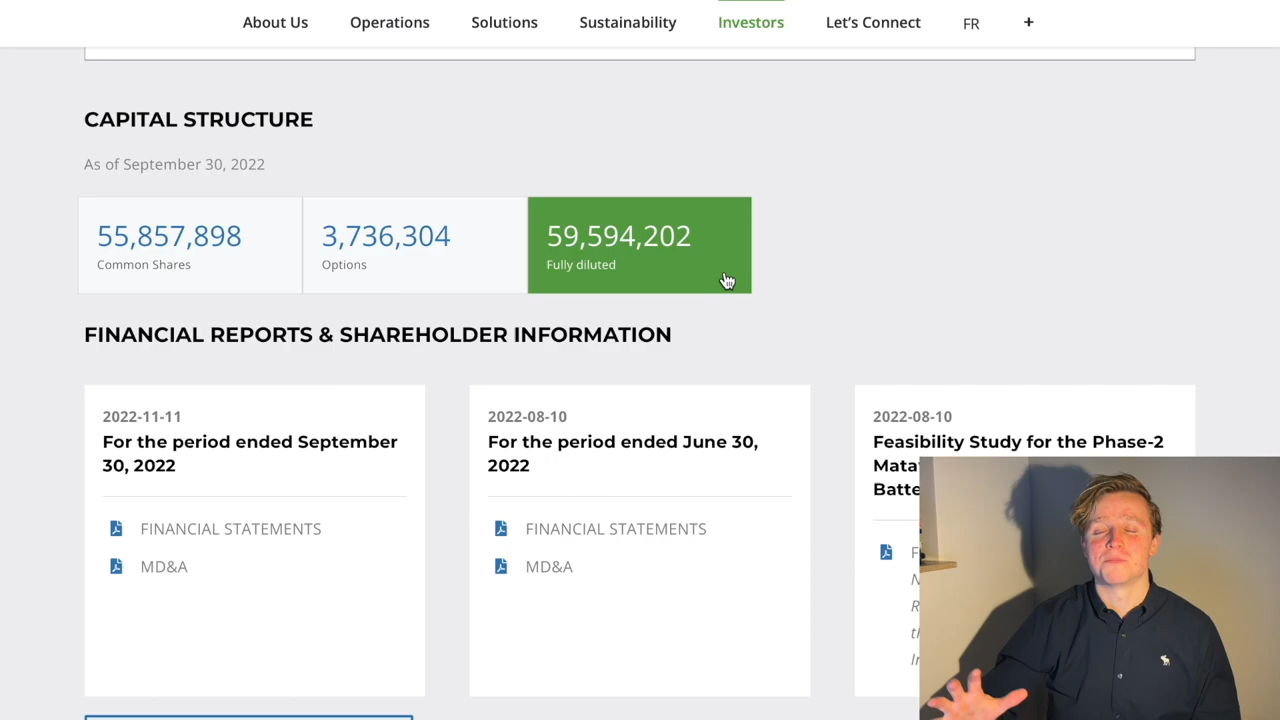 About Us Operations Solutions Sustainability Investors Let’s Connect FR +
CAPITAL STRUCTURE
As of September 30, 2022
55,857,898 3,736,304 59,594,202
Common Shares Options Fully diluted
FINANCIAL REPORTS & SHAREHOLDER INFORMATION
2022-11-11
For the period ended September
30, 2022
FINANCIAL STATEMENTS
MD&A
2022-08-10
For the period ended June 30,
2022
FINANCIAL STATEMENTS
MD&A
2022-08-10
Feasibility Study for the Phase-2